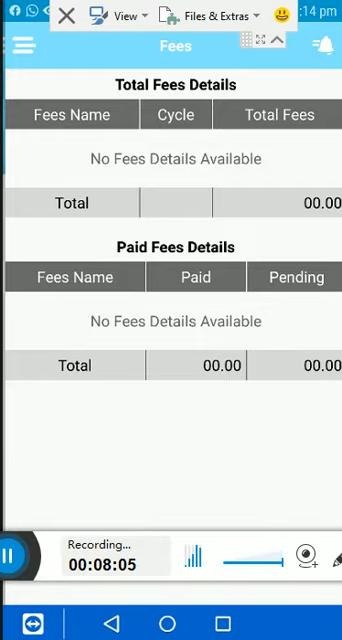 :14 pm
View Files & Extras
Fees
Total Fees Details
Fees Name Cycle Total Fees
No Fees Details Available
Total 00.00
Paid Fees Details
Fees Name Paid Pending
No Fees Details Available
Total 00.00 00.00
Recording...
00:08:05